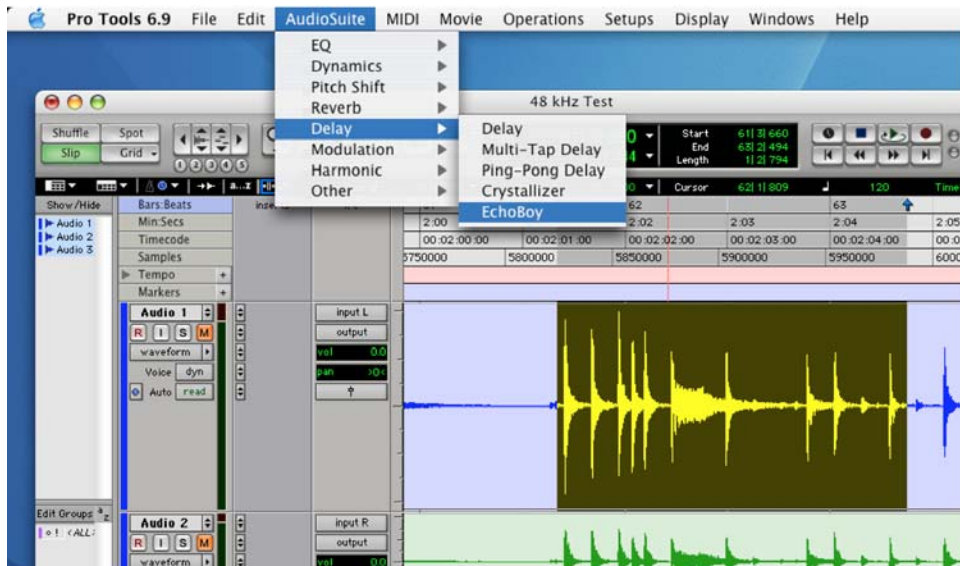 Pro Tools 6.9 File Edit AudioSuite MIDI Movie Operations Setups Display Windows Help
EQ
Dynamics
Pitch Shift
Reverb
Delay
Modulation
Harmonic
Other
Delay
Multi-Tap Delay
Ping-Pong Delay
Crystallizer
EchoBoy
48 kHz Test
Shuffle Spot
Slip Grid
1 2 3 4 5
Start 61| 3| 660
End 63| 2| 494
Length 1| 2| 794
a...z
Cursor 62| 1| 809
120
Time
Show/Hide
Audio 1
Audio 2
Audio 3
Bars:Beats
Min:Secs
Timecode
Samples
Tempo +
Markers +
62 63
2:00 2:02 2:03 2:04 2:05
00:02:00:00 00:02:01:00 00:02:02:00 00:02:03:00 00:02:04:00
5750000 5800000 5850000 5900000 5950000
Audio 1
R I S M
waveform
Voice dyn
Auto read
input L
output
vol 0.0
pan >0<
Edit Groups a z
! <ALL>
Audio 2
R I S M
waveform
input R
output
vol 0.0